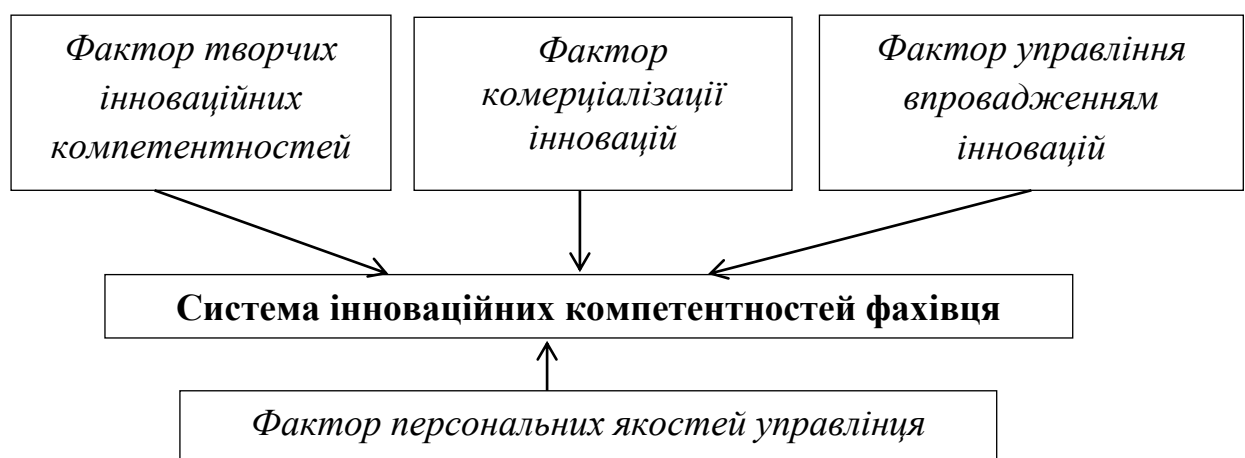 Фактор творчих
інноваційних
компетентностей
Фактор
комерціалізації
інновацій
Фактор управління
впровадженням
інновацій
Система інноваційних компетентностей фахівця
Фактор персональних якостей управлінця